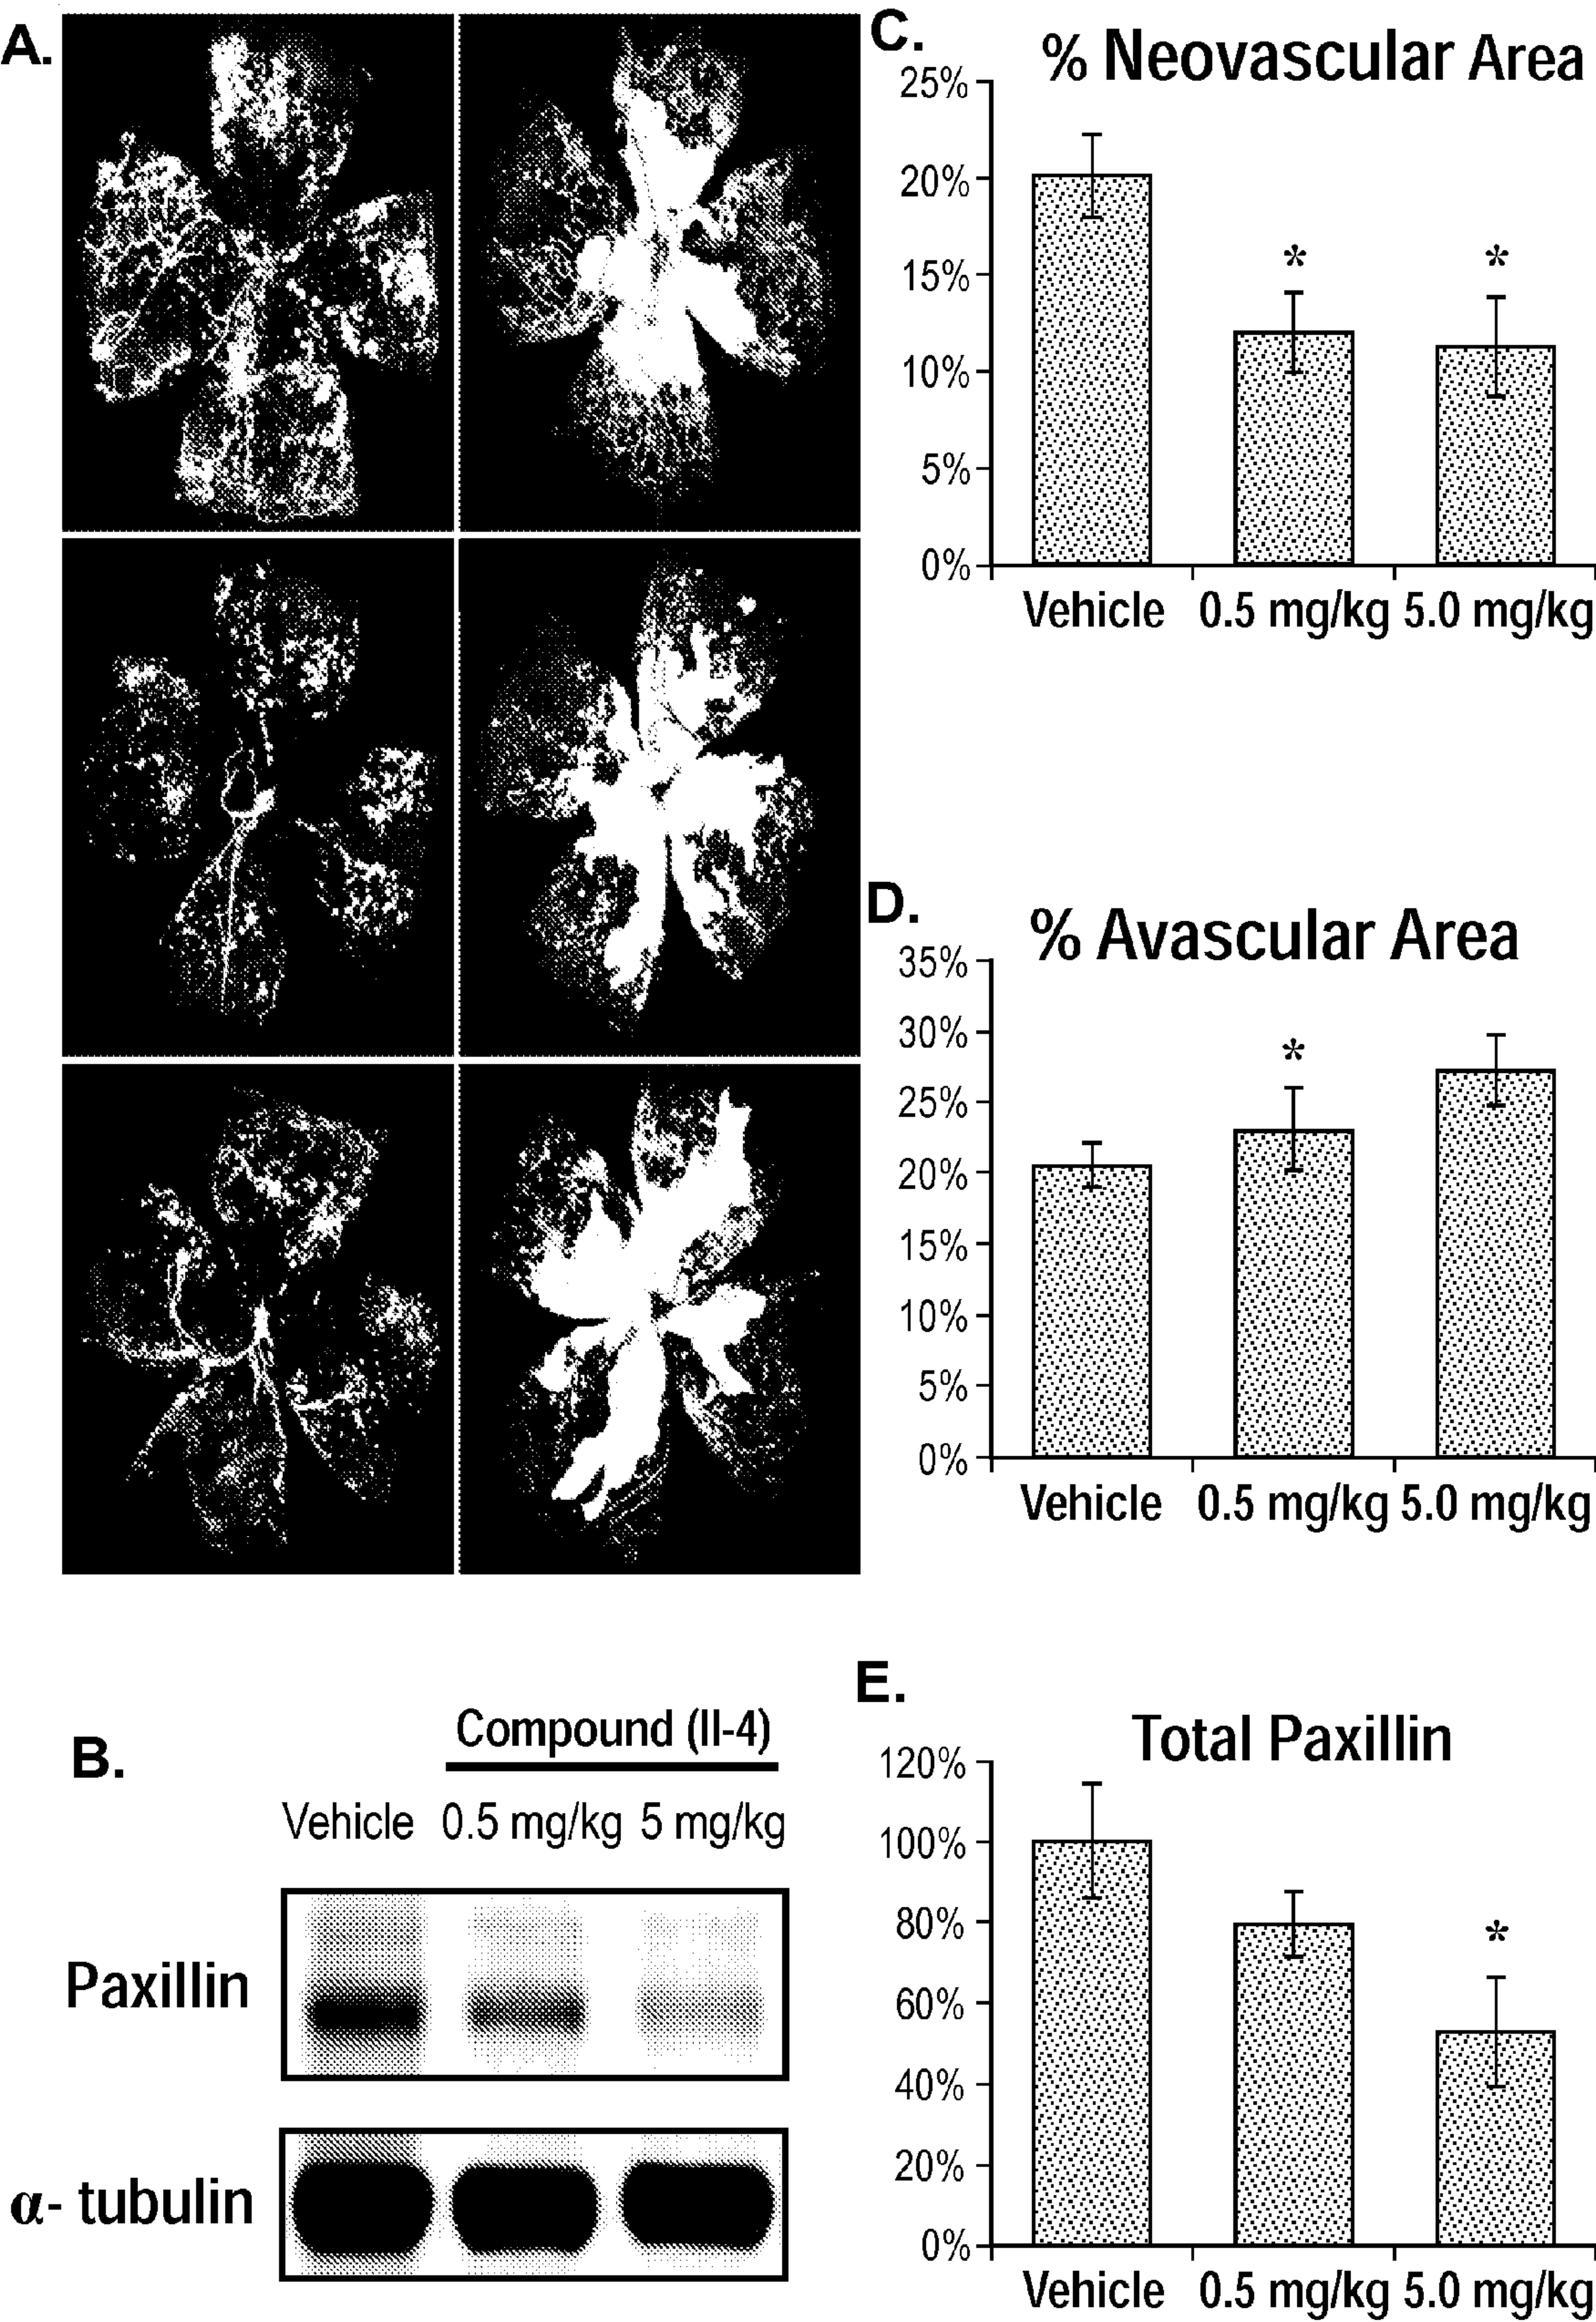 A.
C.
% Neovascular Area
25%
20%
15%
10%
5%
0%
*
*
Vehicle 0.5 mg/kg 5.0 mg/kg
D.
% Avascular Area
35%
30%
25%
20%
15%
10%
5%
0%
*
Vehicle 0.5 mg/kg 5.0 mg/kg
B.
Compound (II-4)
Vehicle 0.5 mg/kg 5 mg/kg
Paxillin
α- tubulin
E.
Total Paxillin
120%
100%
80%
60%
40%
20%
0%
*
Vehicle 0.5 mg/kg 5.0 mg/kg